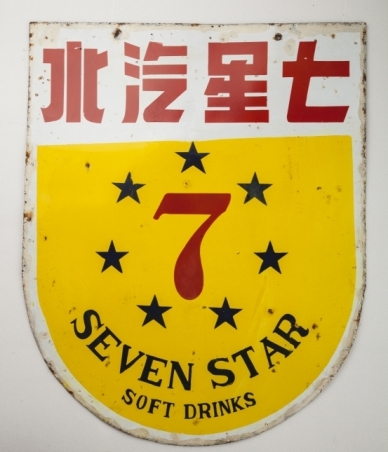 七星汽水
7
SEVEN STAR
SOFT DRINKS